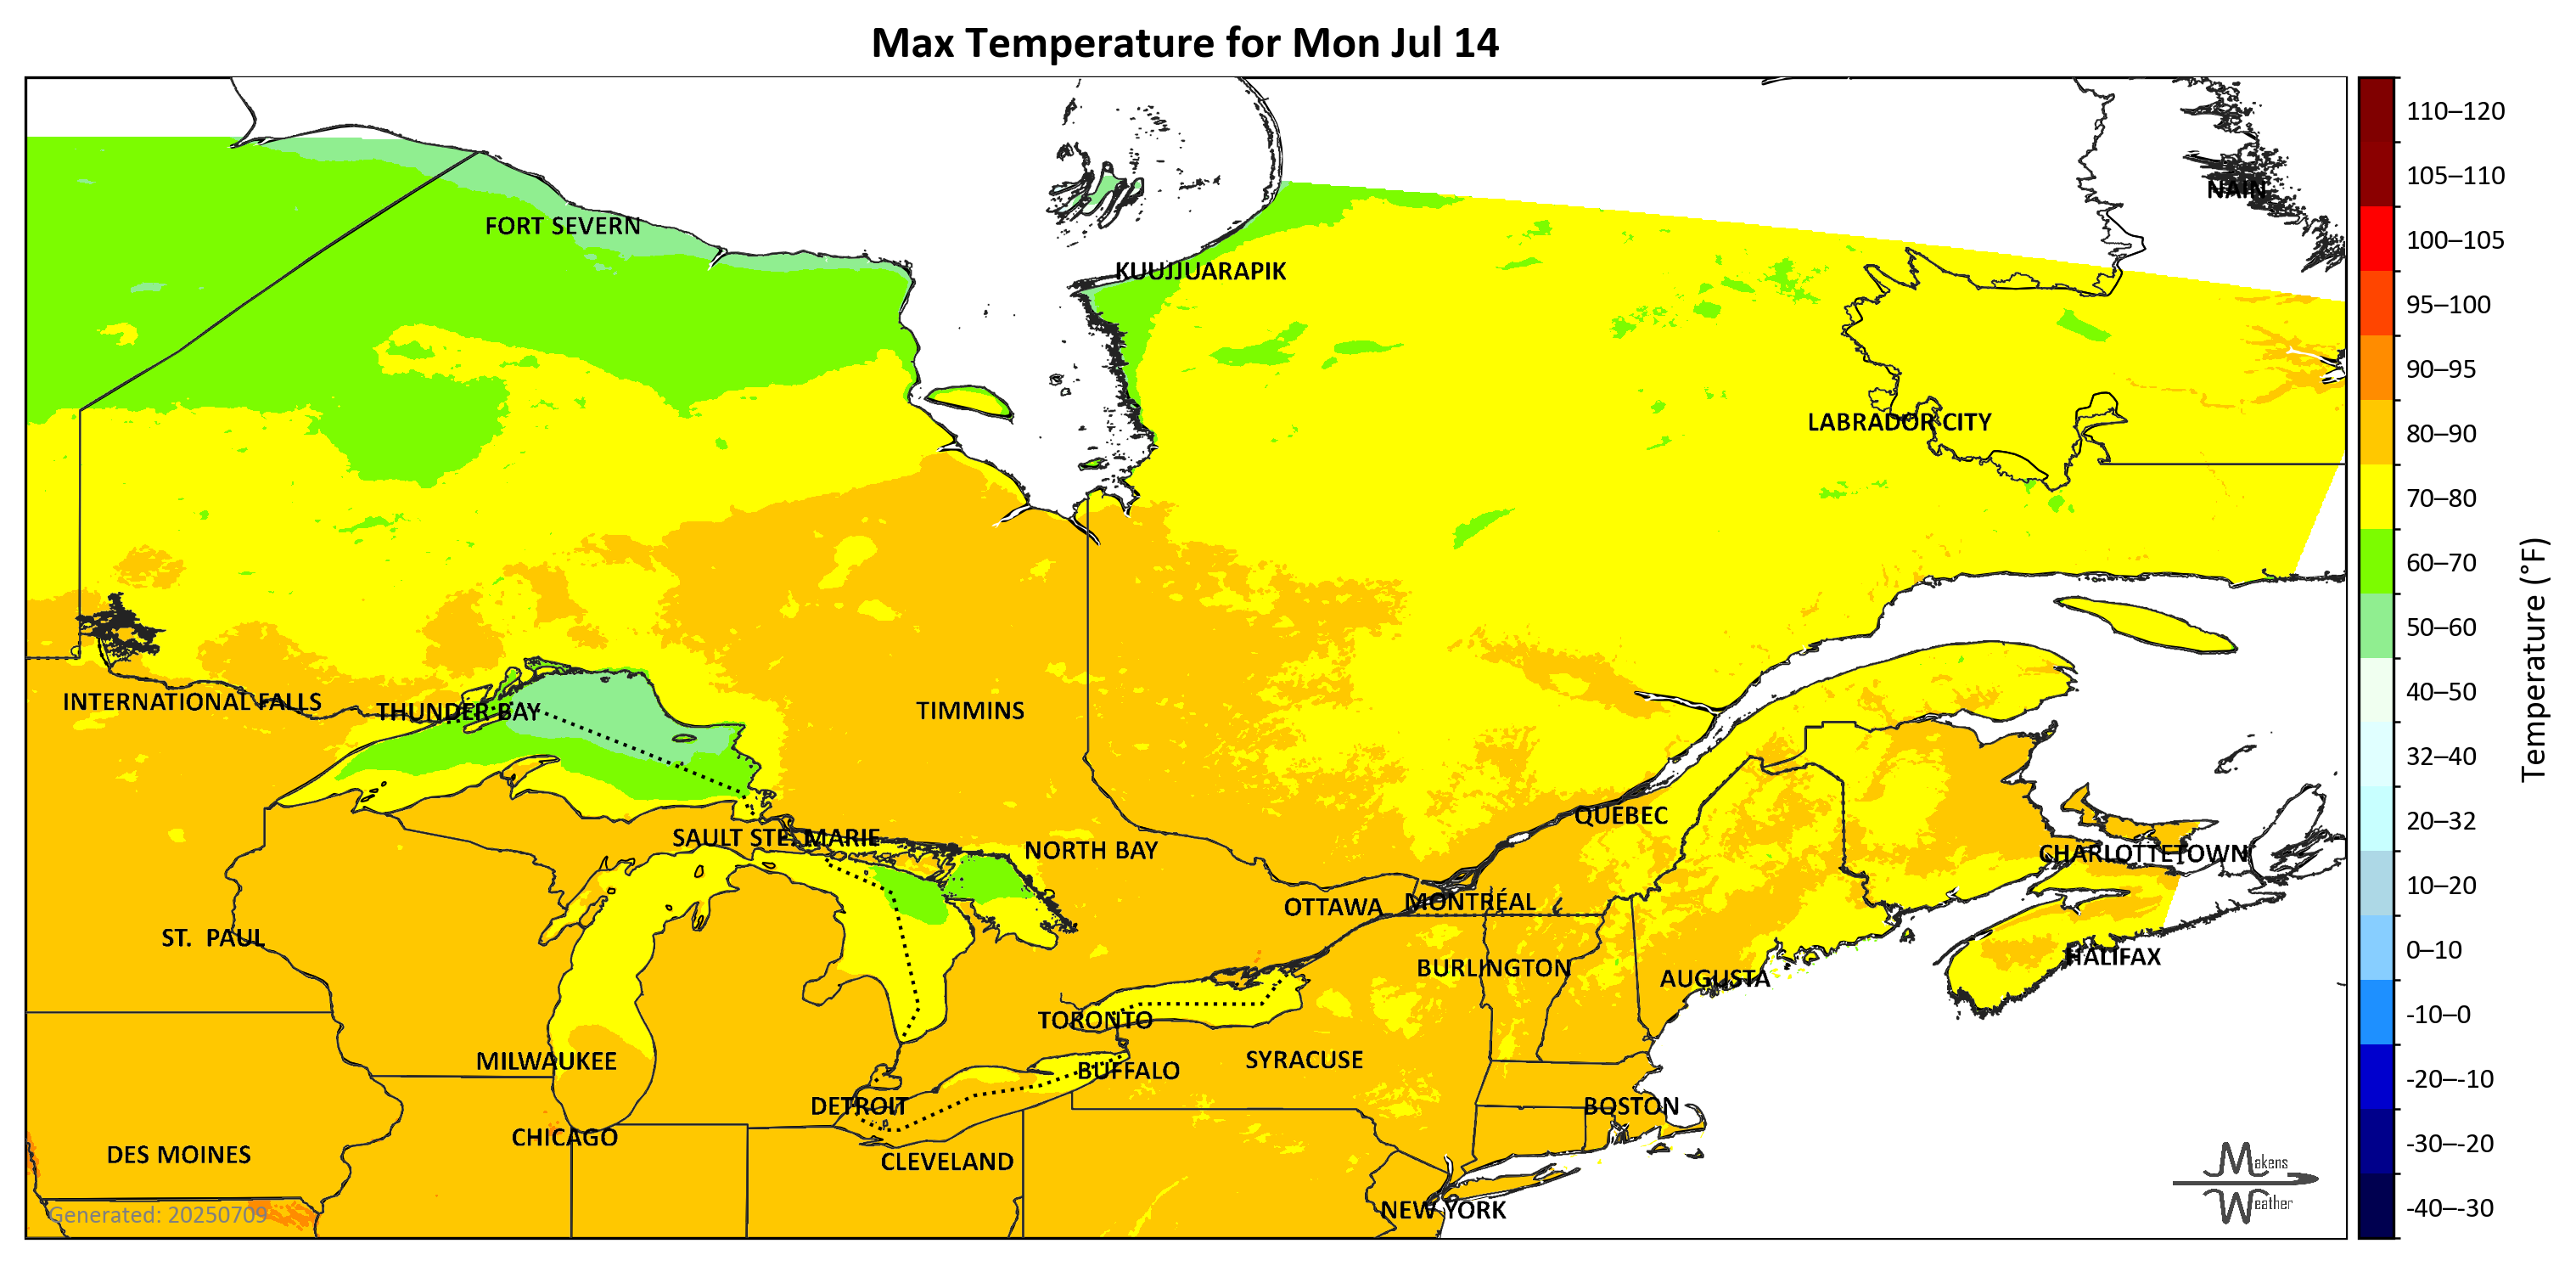 Max Temperature for Mon Jul 14
NAIN
FORT SEVERN
KUUJJUARAPIK
LABRADOR CITY
INTERNATIONAL FALLS
THUNDER BAY
TIMMINS
QUEBEC
SAULT STE. MARIE
NORTH BAY
CHARLOTTETOWN
OTTAWA
MONTRÉAL
ST. PAUL
HALIFAX
BURLINGTON
AUGUSTA
TORONTO
MILWAUKEE
SYRACUSE
BUFFALO
DETROIT
BOSTON
CHICAGO
DES MOINES
CLEVELAND
NEW YORK
Generated: 20250709
Makens
Weather
110–120
105–110
100–105
95–100
90–95
80–90
70–80
60–70
50–60
40–50
32–40
20–32
10–20
0–10
-10–0
-20–-10
-30–-20
-40–-30
Temperature (°F)